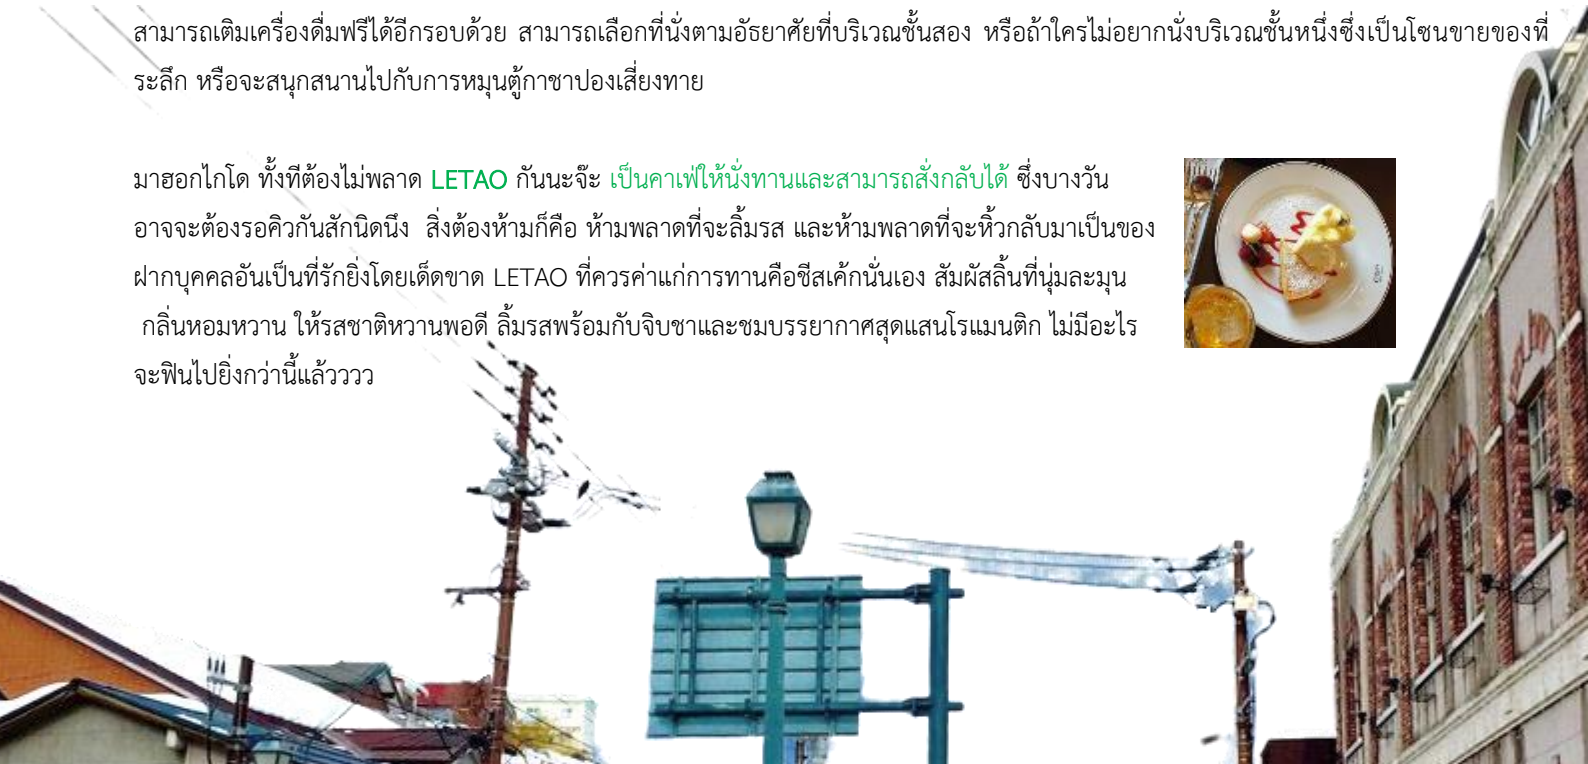 สามารถเติมเครื่องดื่มฟรีได้อีกรอบด้วย สามารถเลือกที่นั่งตามอัธยาศัยที่บริเวณชั้นสอง หรือถ้าใครไม่อยากนั่งบริเวณชั้นหนึ่งซึ่งเป็นโซนขายของที่
ระลึก หรือจะสนุกสนานไปกับการหมุนตู้กาชาปองเสี่ยงทาย
มาฮอกไกโด ทั้งทีต้องไม่พลาด LETAO กันนะจ๊ะ เป็นคาเฟ่ให้นั่งทานและสามารถสั่งกลับได้ ซึ่งบางวัน
อาจจะต้องรอคิวกันสักนิดนึง สิ่งต้องห้ามก็คือ ห้ามพลาดที่จะลิ้มรส และห้ามพลาดที่จะหิ้วกลับมาเป็นของ
ฝากบุคคลอันเป็นที่รักยิ่งโดยเด็ดขาด LETAO ที่ควรค่าแก่การทานคือชีสเค้กนั่นเอง สัมผัสลิ้นที่นุ่มละมุน
กลิ่นหอมหวาน ให้รสชาติหวานพอดี ลิ้มรสพร้อมกับจิบชาและชมบรรยากาศสุดแสนโรแมนติก ไม่มีอะไร
จะฟินไปยิ่งกว่านี้แล้วววว